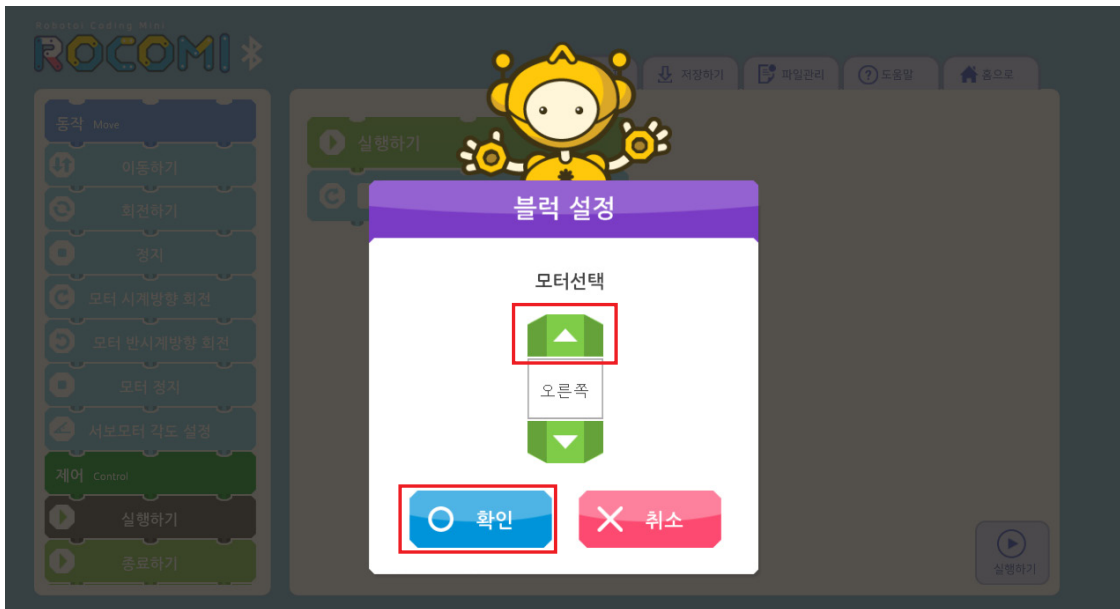 Robotor Coding Mini
ROCOMI
저장하기
파일관리
도움말
홈으로
동작 Move
이동하기
회전하기
정지
모터 시계방향 회전
모터 반시계방향 회전
모터 정지
서보모터 각도 설정
제어 Control
실행하기
종료하기
실행하기
블럭 설정
모터선택
오른쪽
확인
취소
실행하기